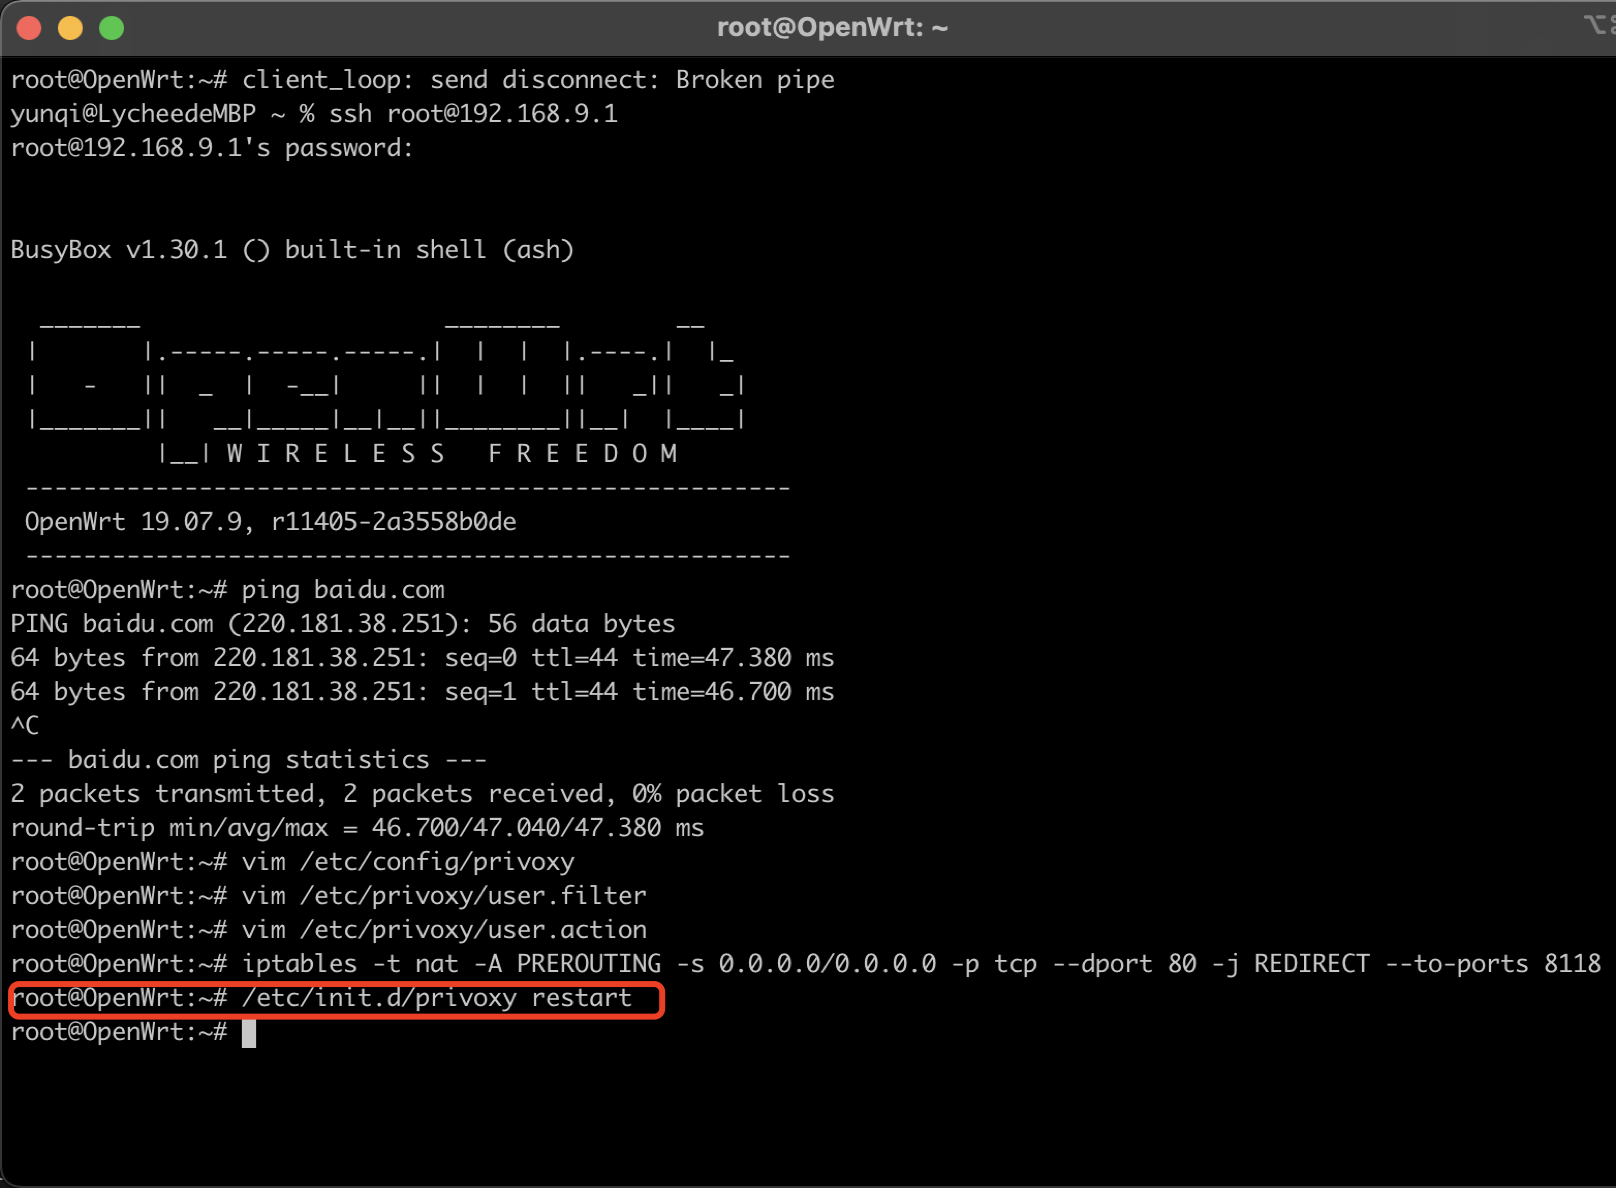 root@OpenWrt: ~
root@OpenWrt:~# client_loop: send disconnect: Broken pipe
yunqi@LycheedeMBP ~ % ssh root@192.168.9.1
root@192.168.9.1's password:
BusyBox v1.30.1 () built-in shell (ash)
  _______                     ________        __
 |       |.-----.-----.-----.|  |  |  |.----.|  |_
 |   -   ||  _  |  -__|     ||  |  |  ||   _||   _|
 |_______||   __|_____|__|__||________||__|  |____|
          |__| W I R E L E S S   F R E E D O M
 -----------------------------------------------------
 OpenWrt 19.07.9, r11405-2a3558b0de
 -----------------------------------------------------
root@OpenWrt:~# ping baidu.com
PING baidu.com (220.181.38.251): 56 data bytes
64 bytes from 220.181.38.251: seq=0 ttl=44 time=47.380 ms
64 bytes from 220.181.38.251: seq=1 ttl=44 time=46.700 ms
^C
--- baidu.com ping statistics ---
2 packets transmitted, 2 packets received, 0% packet loss
round-trip min/avg/max = 46.700/47.040/47.380 ms
root@OpenWrt:~# vim /etc/config/privoxy
root@OpenWrt:~# vim /etc/privoxy/user.filter
root@OpenWrt:~# vim /etc/privoxy/user.action
root@OpenWrt:~# iptables -t nat -A PREROUTING -s 0.0.0.0/0.0.0.0 -p tcp --dport 80 -j REDIRECT --to-ports 8118
root@OpenWrt:~# /etc/init.d/privoxy restart
root@OpenWrt:~#